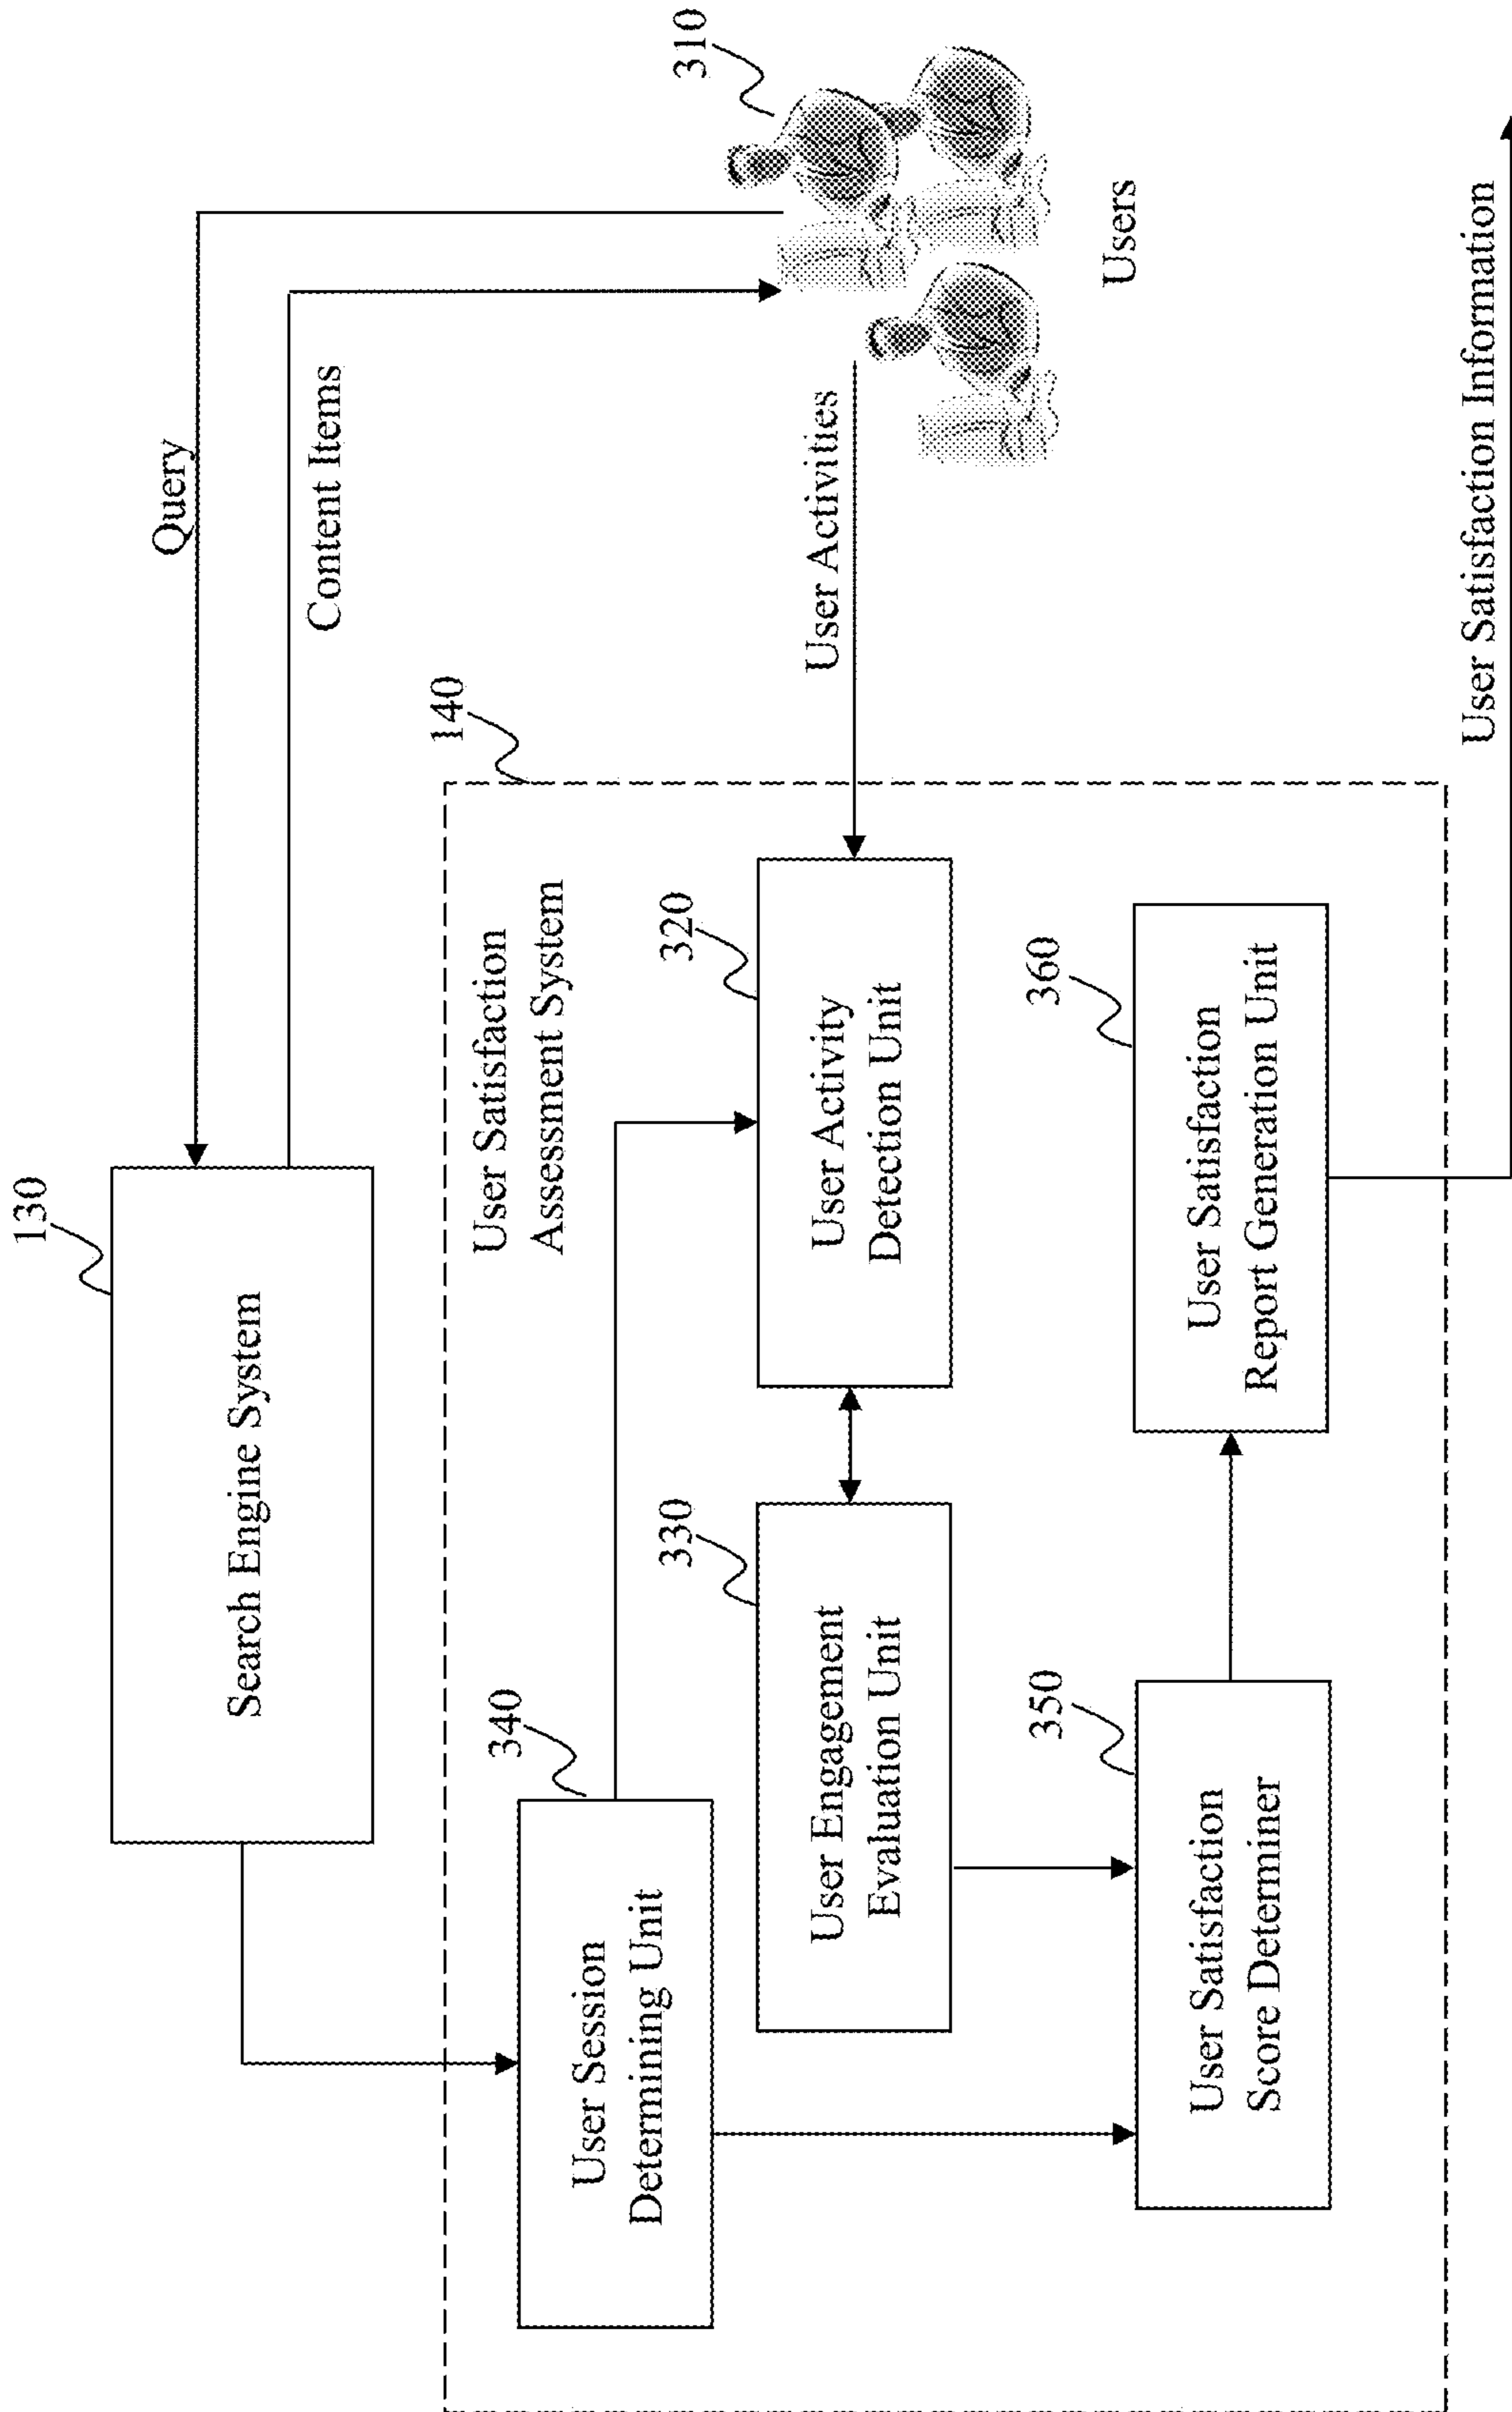 130
Search Engine System
Query
Content Items
310
Users
140
User Satisfaction
Assessment System
340
User Session
Determining Unit
330
User Engagement
Evaluation Unit
320
User Activity
Detection Unit
User Activities
350
User Satisfaction
Score Determiner
360
User Satisfaction
Report Generation Unit
User Satisfaction Information